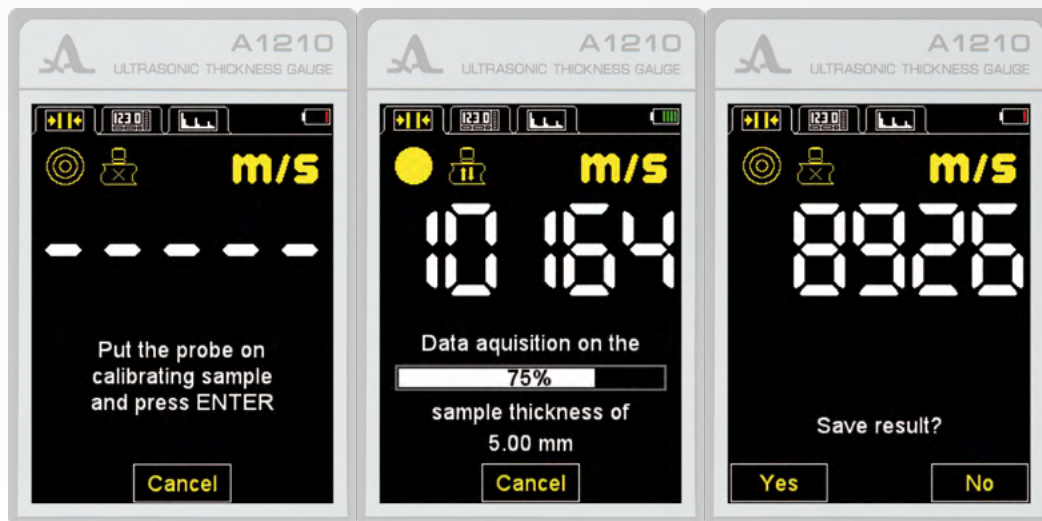 A1210
ULTRASONIC THICKNESS GAUGE
123.0
m/s
- - - - -
Put the probe on
calibrating sample
and press ENTER
Cancel
A1210
ULTRASONIC THICKNESS GAUGE
123.0
m/s
10164
Data aquisition on the
75%
sample thickness of
5.00 mm
Cancel
A1210
ULTRASONIC THICKNESS GAUGE
123.0
m/s
8926
Save result?
Yes
No